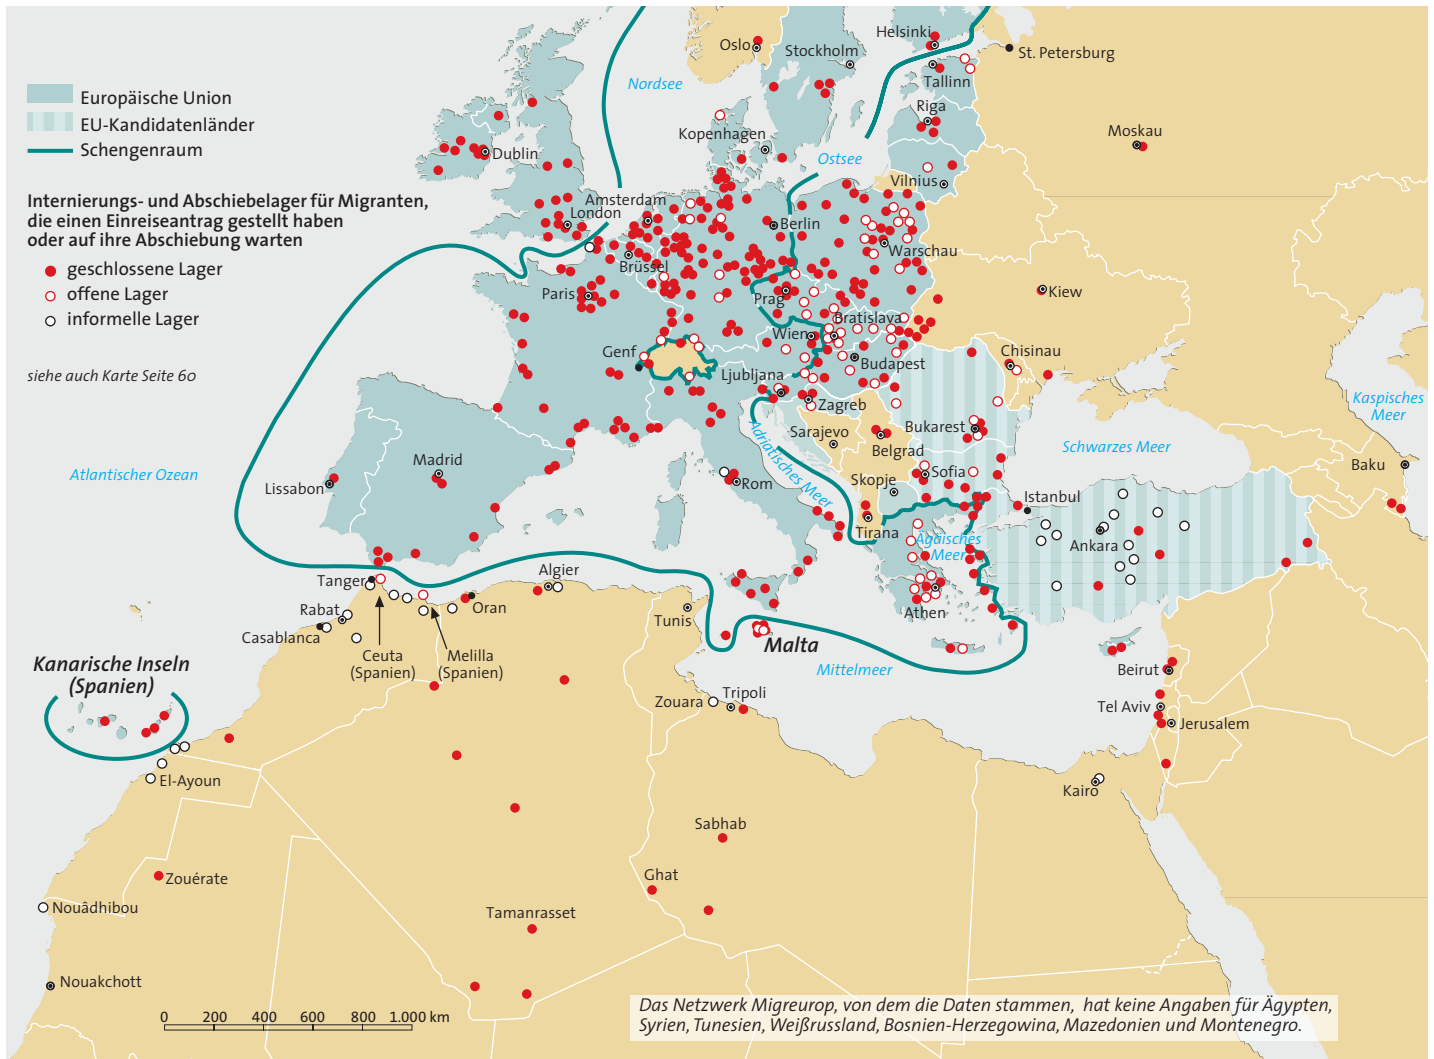 Europäische Union
EU-Kandidatenländer
Schengenraum
Internierungs- und Abschiebelager für Migranten,
die einen Einreiseantrag gestellt haben
oder auf ihre Abschiebung warten
geschlossene Lager
offene Lager
informelle Lager
siehe auch Karte Seite 60
Oslo
Stockholm
Helsinki
St. Petersburg
Tallinn
Nordsee
Riga
Kopenhagen
Moskau
Dublin
Ostsee
Vilnius
Amsterdam
London
Berlin
Warschau
Brüssel
Paris
Prag
Kiew
Bratislava
Wien
Genf
Budapest
Chisinau
Ljubljana
Zagreb
Kaspisches
Meer
Sarajevo
Bukarest
Adriatisches Meer
Belgrad
Schwarzes Meer
Madrid
Baku
Atlantischer Ozean
Lissabon
Rom
Sofia
Skopje
Istanbul
Tirana
Ägäisches
Meer
Ankara
Algier
Tanger
Oran
Rabat
Tunis
Athen
Casablanca
Malta
Ceuta
(Spanien)
Melilla
(Spanien)
Mittelmeer
Beirut
Kanarische Inseln
(Spanien)
Zouara
Tripoli
Tel Aviv
Jerusalem
El-Ayoun
Kairo
Sabhab
Zouérate
Ghat
Nouâdhibou
Tamanrasset
Nouakchott
0 200 400 600 800 1.000 km
Das Netzwerk Migreurop, von dem die Daten stammen, hat keine Angaben für Ägypten,
Syrien, Tunesien, Weißrussland, Bosnien-Herzegowina, Mazedonien und Montenegro.